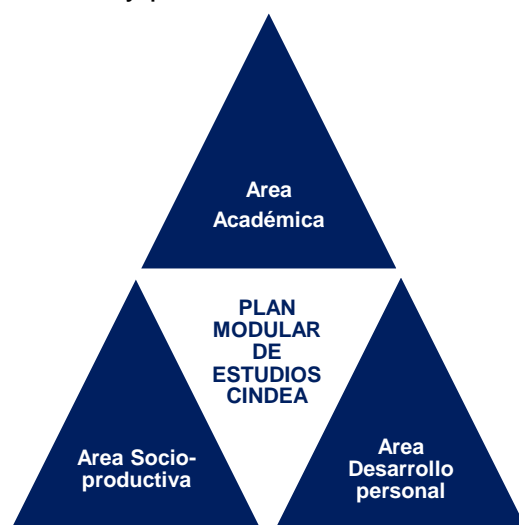 Area
Académica
PLAN
MODULAR
DE
ESTUDIOS
CINDEA
Area Socio-
productiva
Area
Desarrollo
personal